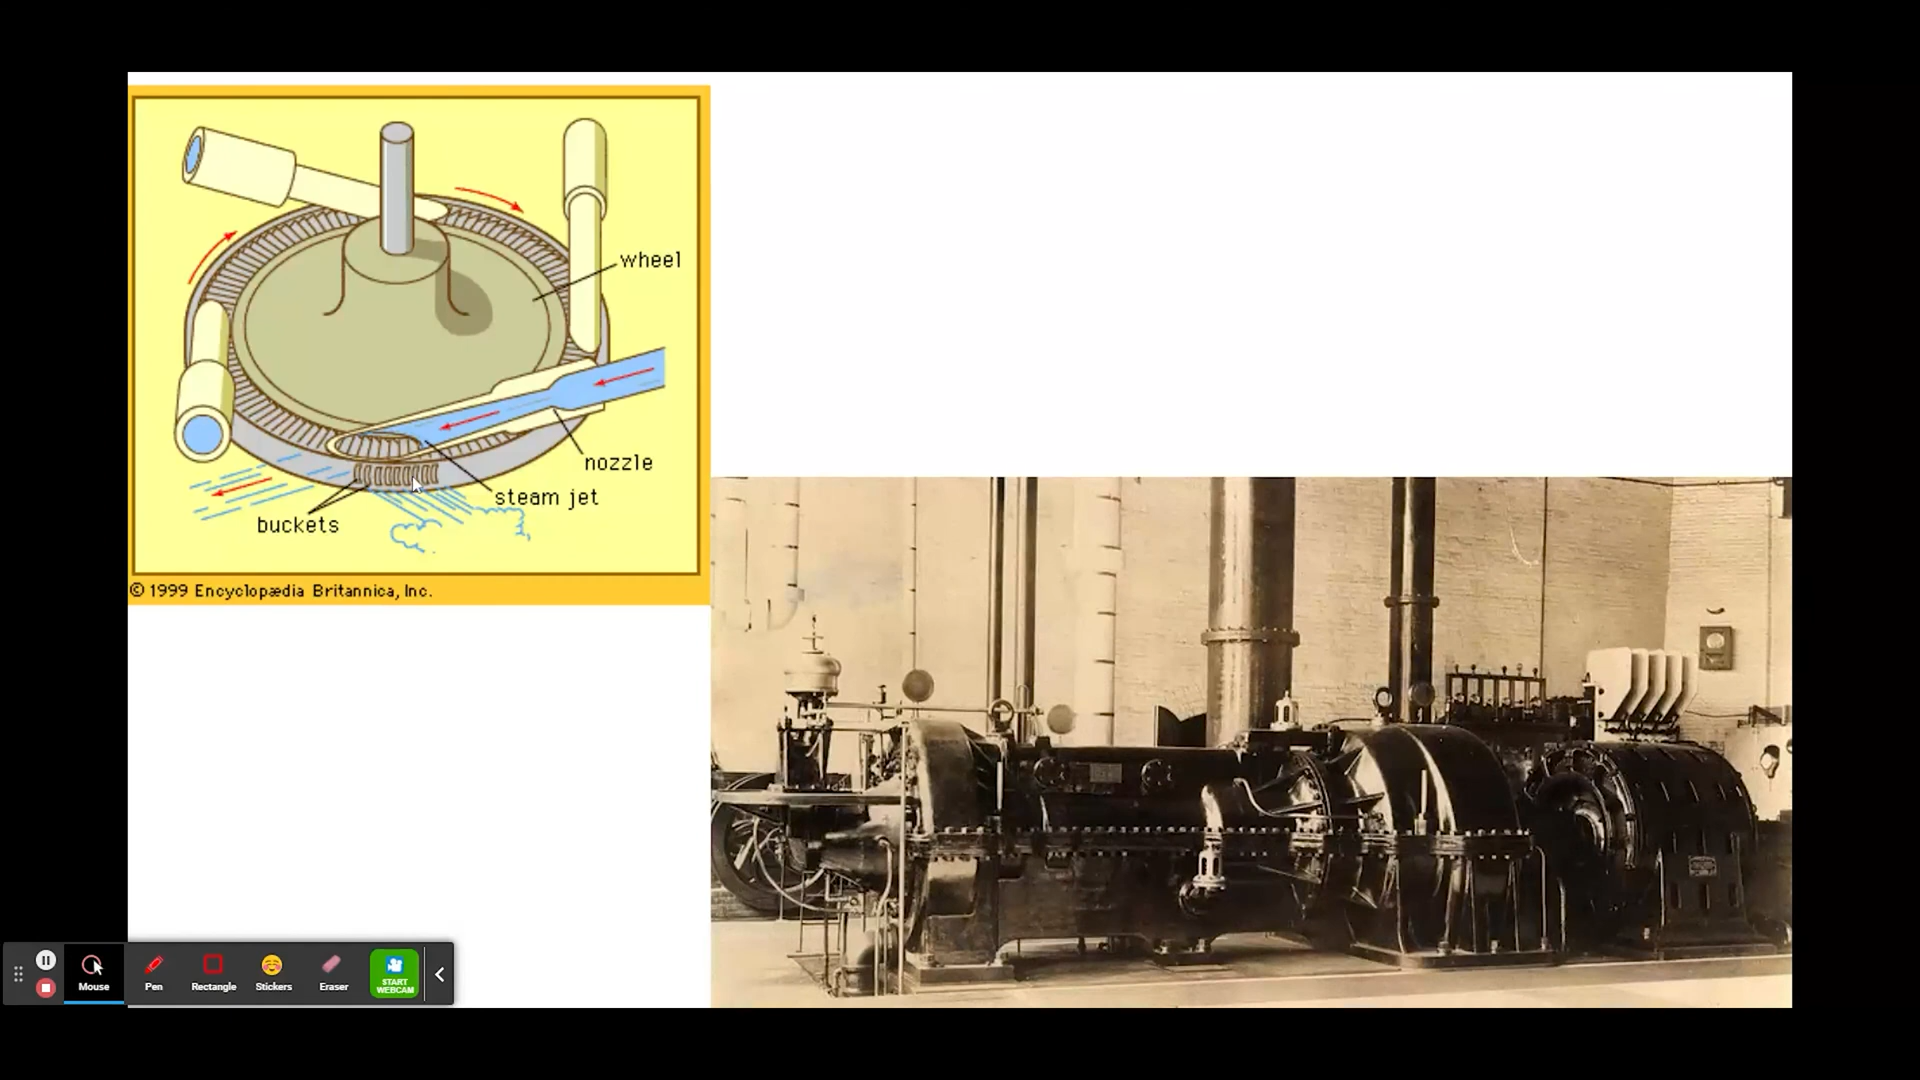 wheel
nozzle
steam jet
buckets
© 1999 Encyclopædia Britannica, Inc.
Mouse
Pen
Rectangle
Stickers
Eraser
START
WEBCAM